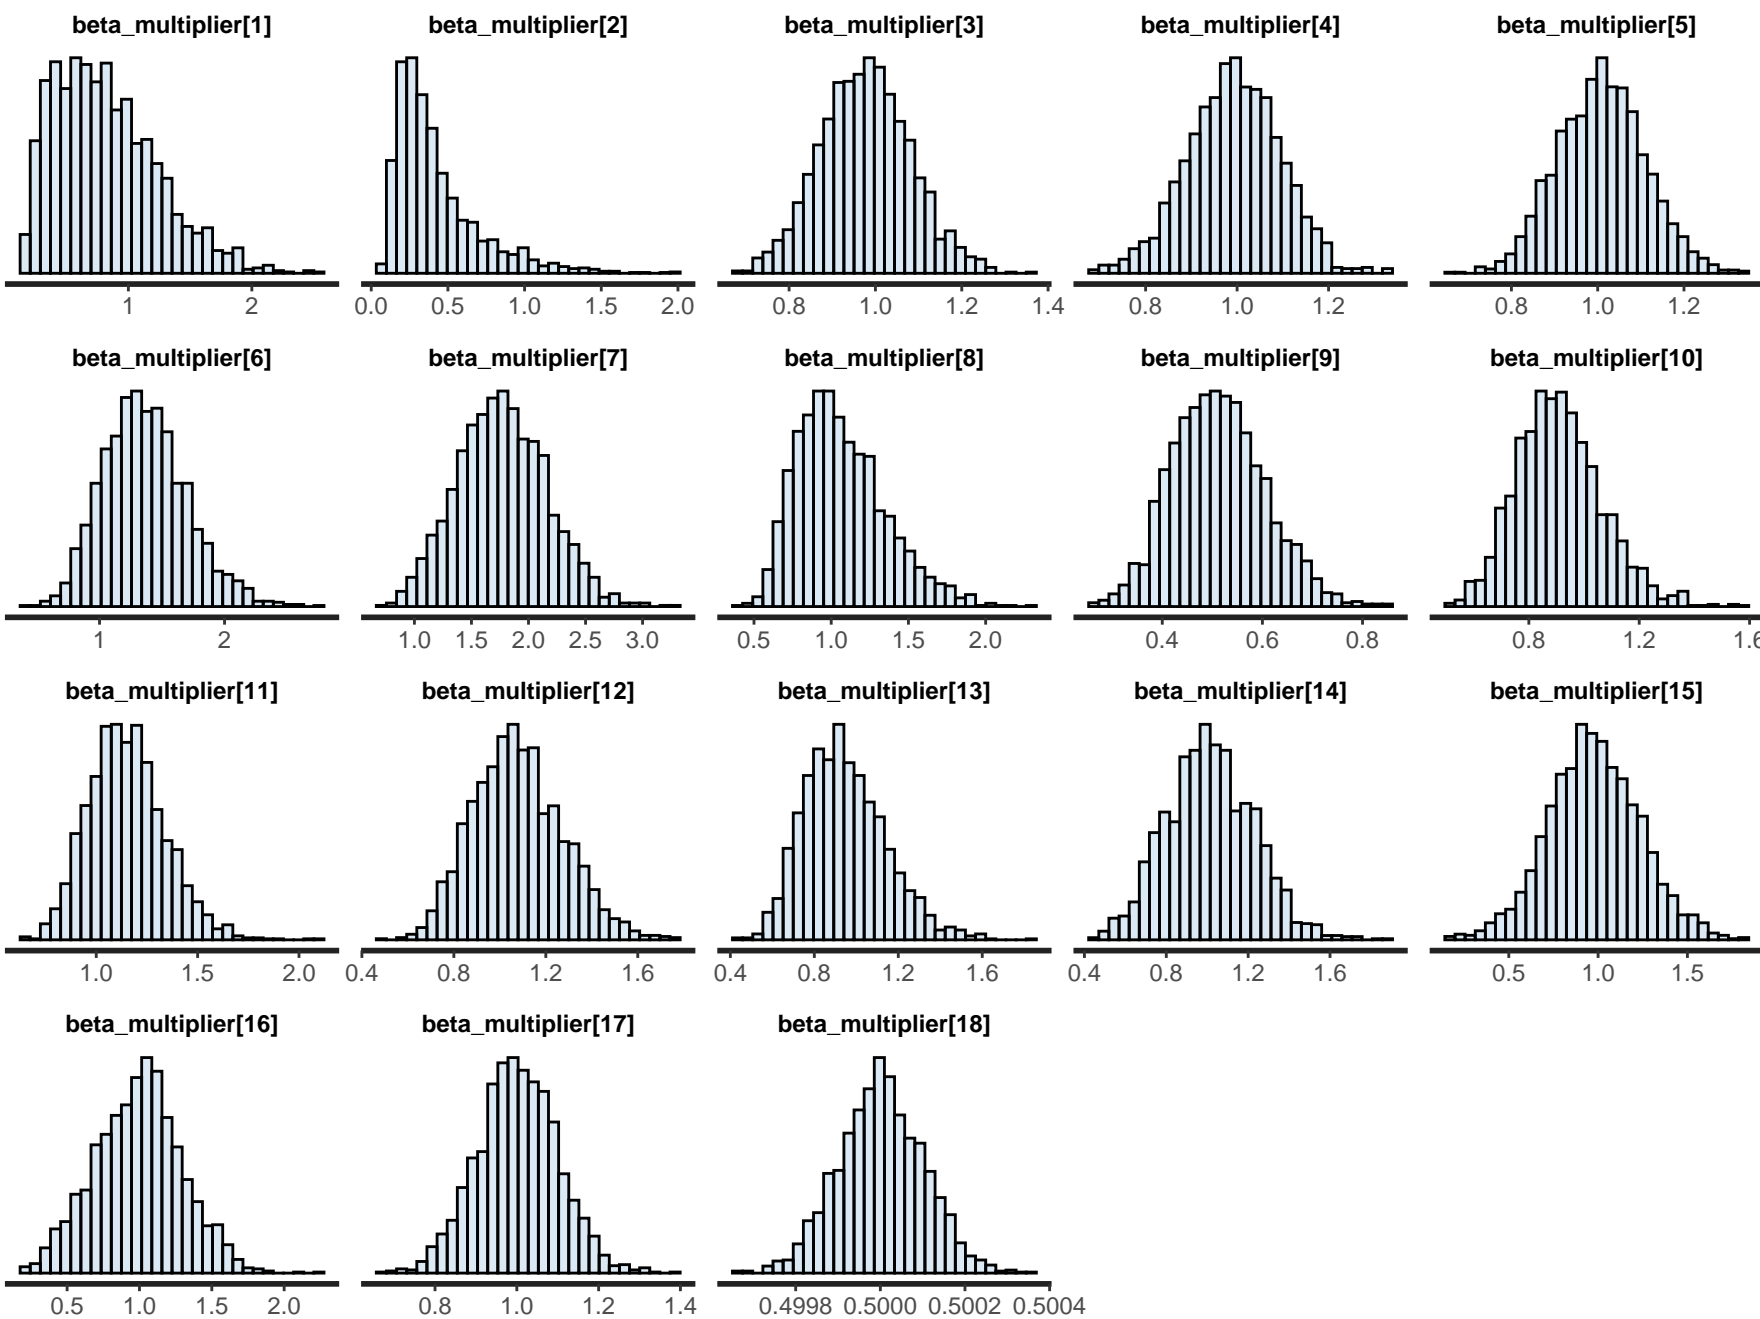 beta_multiplier[1] beta_multiplier[2] beta_multiplier[3] beta_multiplier[4] beta_multiplier[5]
1 2 0.0 0.5 1.0 1.5 2.0 0.8 1.0 1.2 1.4 0.8 1.0 1.2 0.8 1.0 1.2
beta_multiplier[6] beta_multiplier[7] beta_multiplier[8] beta_multiplier[9] beta_multiplier[10]
1 2 1.0 1.5 2.0 2.5 3.0 0.5 1.0 1.5 2.0 0.4 0.6 0.8 0.8 1.2 1.6
beta_multiplier[11] beta_multiplier[12] beta_multiplier[13] beta_multiplier[14] beta_multiplier[15]
1.0 1.5 2.0 0.4 0.8 1.2 1.6 0.4 0.8 1.2 1.6 0.4 0.8 1.2 1.6 0.5 1.0 1.5
beta_multiplier[16] beta_multiplier[17] beta_multiplier[18]
0.5 1.0 1.5 2.0 0.8 1.0 1.2 1.4 0.4998 0.5000 0.5002 0.5004